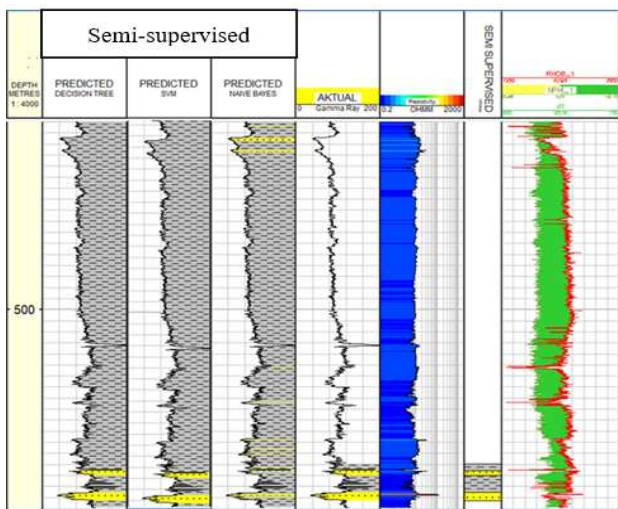 Semi-supervised
DEPTH
METRES
1 : 4000
PREDICTED
DECISION TREE
PREDICTED
SVM
PREDICTED
NAIVE BAYES
AKTUAL
0 Gamma Ray 200
Resistivity
0.2 OHMM 2000
SEMI SUPERVISED
RHOB_1
500